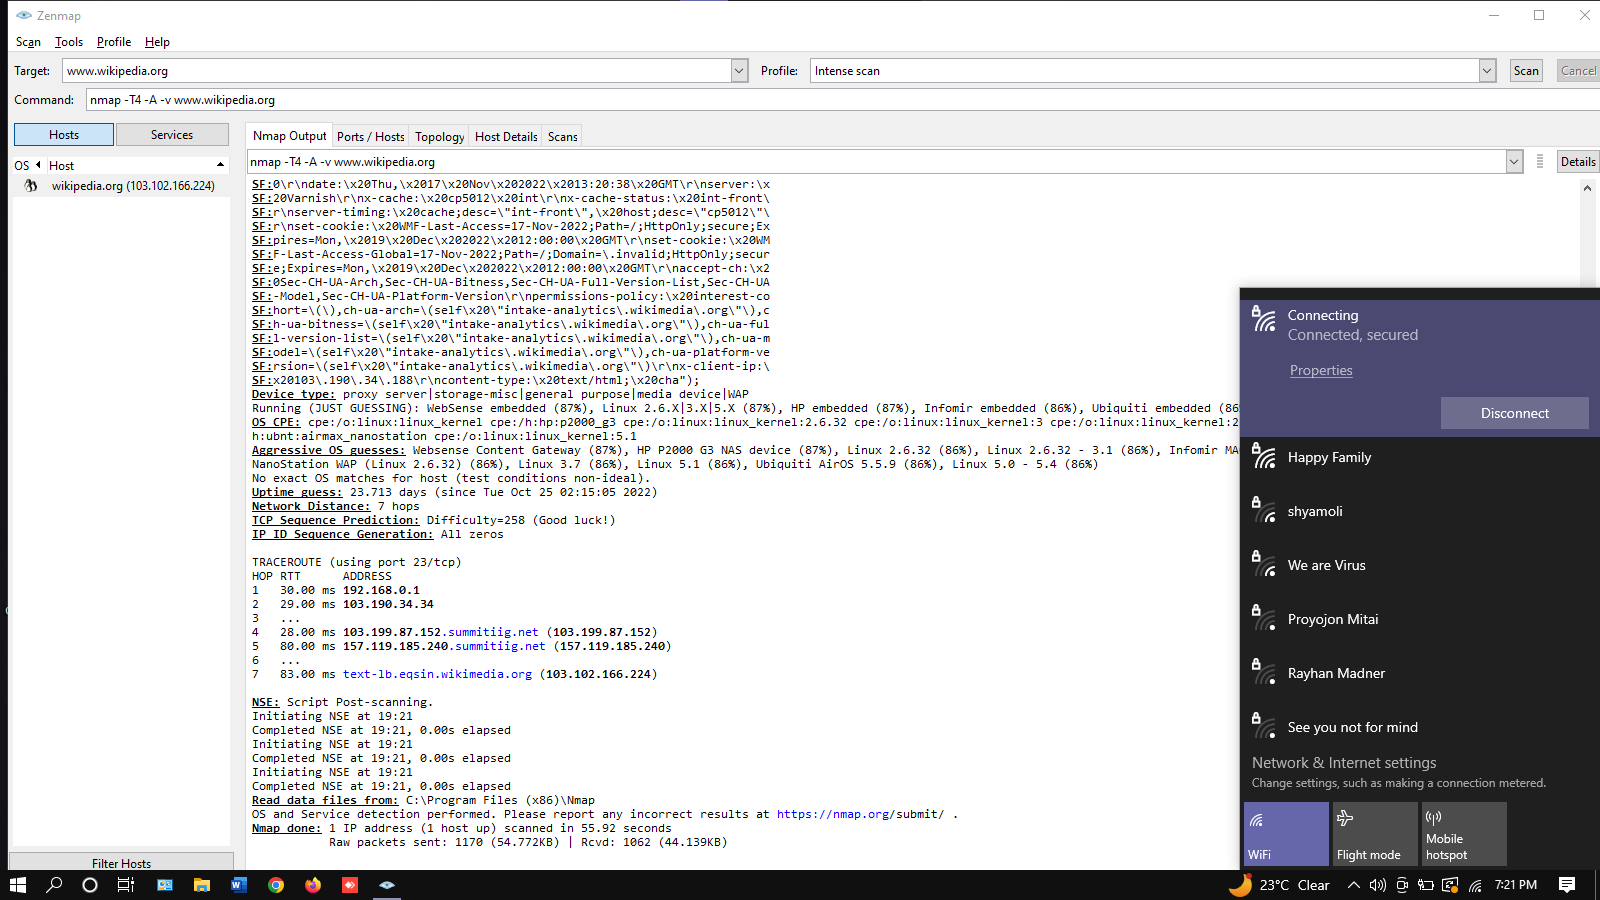 Zenmap
Scan Tools Profile Help
Target: www.wikipedia.org Profile: Intense scan Scan Cancel
Command: nmap -T4 -A -v www.wikipedia.org
Hosts Services
Nmap Output Ports / Hosts Topology Host Details Scans
OS Host
nmap -T4 -A -v www.wikipedia.org Details
wikipedia.org (103.102.166.224)
SF:0\r\ndate:\x20Thu,\x2017\x20Nov\x202022\x2013:20:38\x20GMT\r\nserver:\x
SF:20Varnish\r\nx-cache:\x20cp5012\x20int\r\nx-cache-status:\x20int-front\
SF:r\nserver-timing:\x20cache;desc=\"int-front\",\x20host;desc=\"cp5012\"\
SF:r\nset-cookie:\x20WMF-Last-Access=17-Nov-2022;Path=/;HttpOnly;secure;Ex
SF:pires=Mon,\x2019\x20Dec\x202022\x2012:00:00\x20GMT\r\nset-cookie:\x20WM
SF:F-Last-Access-Global=17-Nov-2022;Path=/;Domain=\.invalid;HttpOnly;secur
SF:e;Expires=Mon,\x2019\x20Dec\x202022\x2012:00:00\x20GMT\r\naccept-ch:\x2
SF:0Sec-CH-UA-Arch,Sec-CH-UA-Bitness,Sec-CH-UA-Full-Version-List,Sec-CH-UA
SF:-Model,Sec-CH-UA-Platform-Version\r\npermissions-policy:\x20interest-co
SF:hort=\(\),ch-ua-arch=\(self\x20\"intake-analytics\.wikimedia\.org\"\),c
SF:h-ua-bitness=\(self\x20\"intake-analytics\.wikimedia\.org\"\),ch-ua-ful
SF:l-version-list=\(self\x20\"intake-analytics\.wikimedia\.org\"\),ch-ua-m
SF:odel=\(self\x20\"intake-analytics\.wikimedia\.org\"\),ch-ua-platform-ve
SF:rsion=\(self\x20\"intake-analytics\.wikimedia\.org\"\)\r\nx-client-ip:\
SF:x20103\.190\.34\.188\r\ncontent-type:\x20text/html;\x20cha");
Device type: proxy server|storage-misc|general purpose|media device|WAP
Running (JUST GUESSING): WebSense embedded (87%), Linux 2.6.X|3.X|5.X (87%), HP embedded (87%), Infomir embedded (86%), Ubiquiti embedded (86
OS CPE: cpe:/o:linux:linux_kernel cpe:/h:hp:p2000_g3 cpe:/o:linux:linux_kernel:2.6.32 cpe:/o:linux:linux_kernel:3 cpe:/o:linux:linux_kernel:2
h:ubnt:airmax_nanostation cpe:/o:linux:linux_kernel:5.1
Aggressive OS guesses: Websense Content Gateway (87%), HP P2000 G3 NAS device (87%), Linux 2.6.32 (86%), Linux 2.6.32 - 3.1 (86%), Infomir MA
NanoStation WAP (Linux 2.6.32) (86%), Linux 3.7 (86%), Linux 5.1 (86%), Ubiquiti AirOS 5.5.9 (86%), Linux 5.0 - 5.4 (86%)
No exact OS matches for host (test conditions non-ideal).
Uptime guess: 23.713 days (since Tue Oct 25 02:15:05 2022)
Network Distance: 7 hops
TCP Sequence Prediction: Difficulty=258 (Good luck!)
IP ID Sequence Generation: All zeros
TRACEROUTE (using port 23/tcp)
HOP RTT ADDRESS
1 30.00 ms 192.168.0.1
2 29.00 ms 103.190.34.34
3 ...
4 28.00 ms 103.199.87.152.summitiig.net (103.199.87.152)
5 80.00 ms 157.119.185.240.summitiig.net (157.119.185.240)
6 ...
7 83.00 ms text-lb.eqsin.wikimedia.org (103.102.166.224)
NSE: Script Post-scanning.
Initiating NSE at 19:21
Completed NSE at 19:21, 0.00s elapsed
Initiating NSE at 19:21
Completed NSE at 19:21, 0.00s elapsed
Initiating NSE at 19:21
Completed NSE at 19:21, 0.00s elapsed
Read data files from: C:\Program Files (x86)\Nmap
OS and Service detection performed. Please report any incorrect results at https://nmap.org/submit/ .
Nmap done: 1 IP address (1 host up) scanned in 55.92 seconds
Raw packets sent: 1170 (54.772KB) | Rcvd: 1062 (44.139KB)
Filter Hosts
Connecting
Connected, secured
Properties
Disconnect
Happy Family
shyamoli
We are Virus
Proyojon Mitai
Rayhan Madner
See you not for mind
Network & Internet settings
Change settings, such as making a connection metered.
WiFi
Flight mode
Mobile
hotspot
23°C Clear 7:21 PM